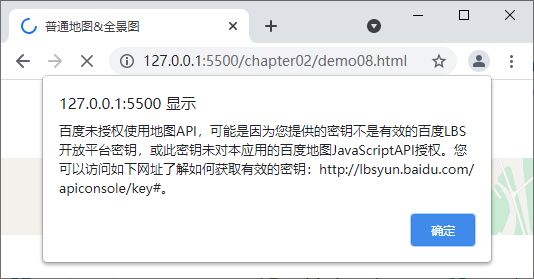 普通地图&全景图
127.0.0.1:5500/chapter02/demo08.html
127.0.0.1:5500 显示
百度未授权使用地图API，可能是因为您提供的密钥不是有效的百度LBS
开放平台密钥，或此密钥未对本应用的百度地图JavaScriptAPI授权。您
可以访问如下网址了解如何获取有效的密钥：http://lbsyun.baidu.com/
apiconsole/key#。
确定